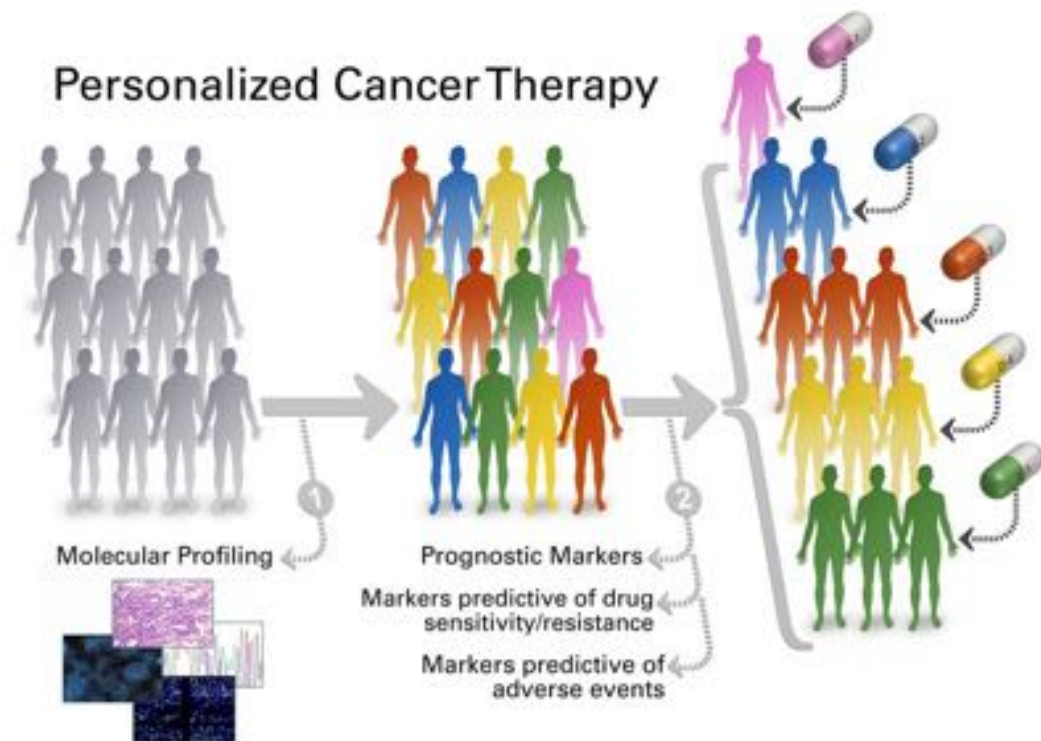 Personalized Cancer Therapy
1
2
Molecular Profiling
Prognostic Markers
Markers predictive of drug
sensitivity/resistance
Markers predictive of
adverse events